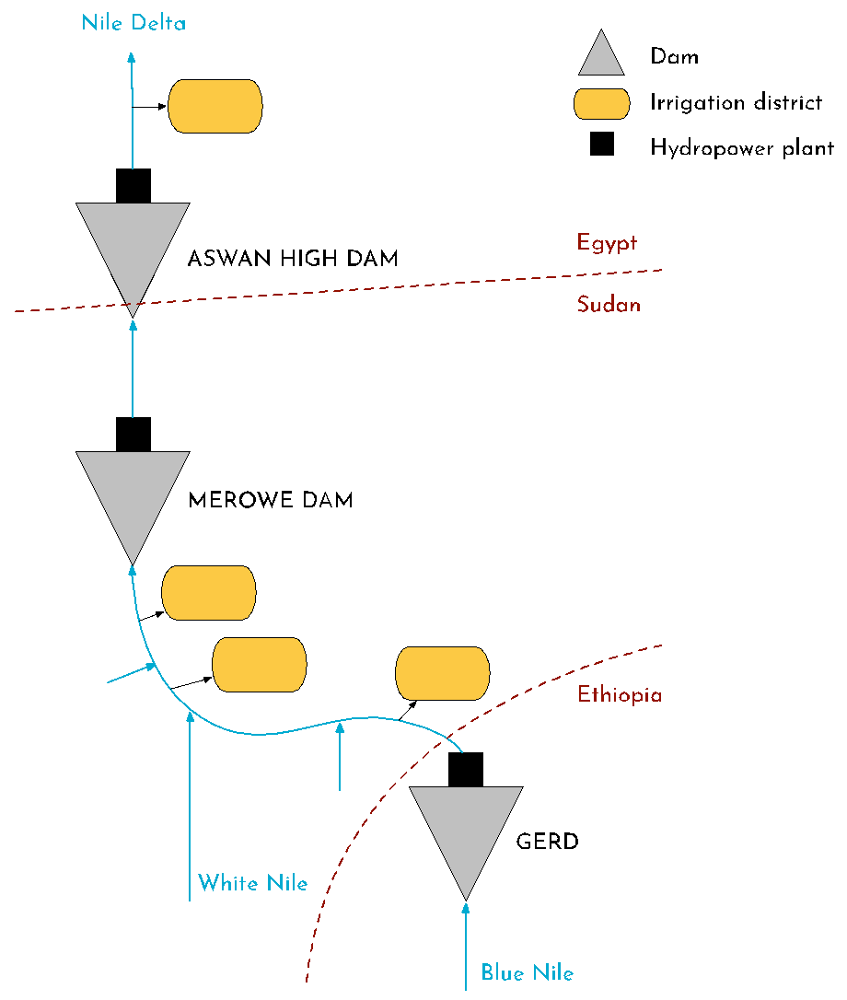 Nile Delta
Dam
Irrigation district
Hydropower plant
Egypt
ASWAN HIGH DAM
Sudan
MEROWE DAM
Ethiopia
GERD
White Nile
Blue Nile